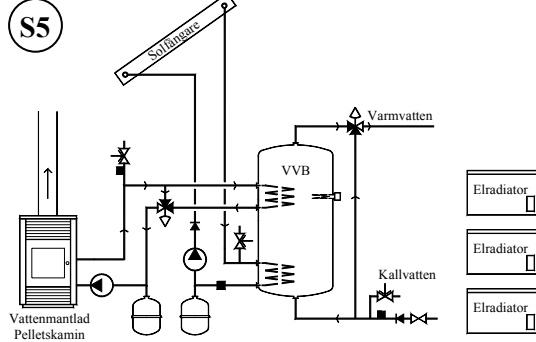 S5
Solfångare
Varmvatten
VVB
Elradiator
Elradiator
Kallvatten
Elradiator
Vattenmantlad
Pelletskamin